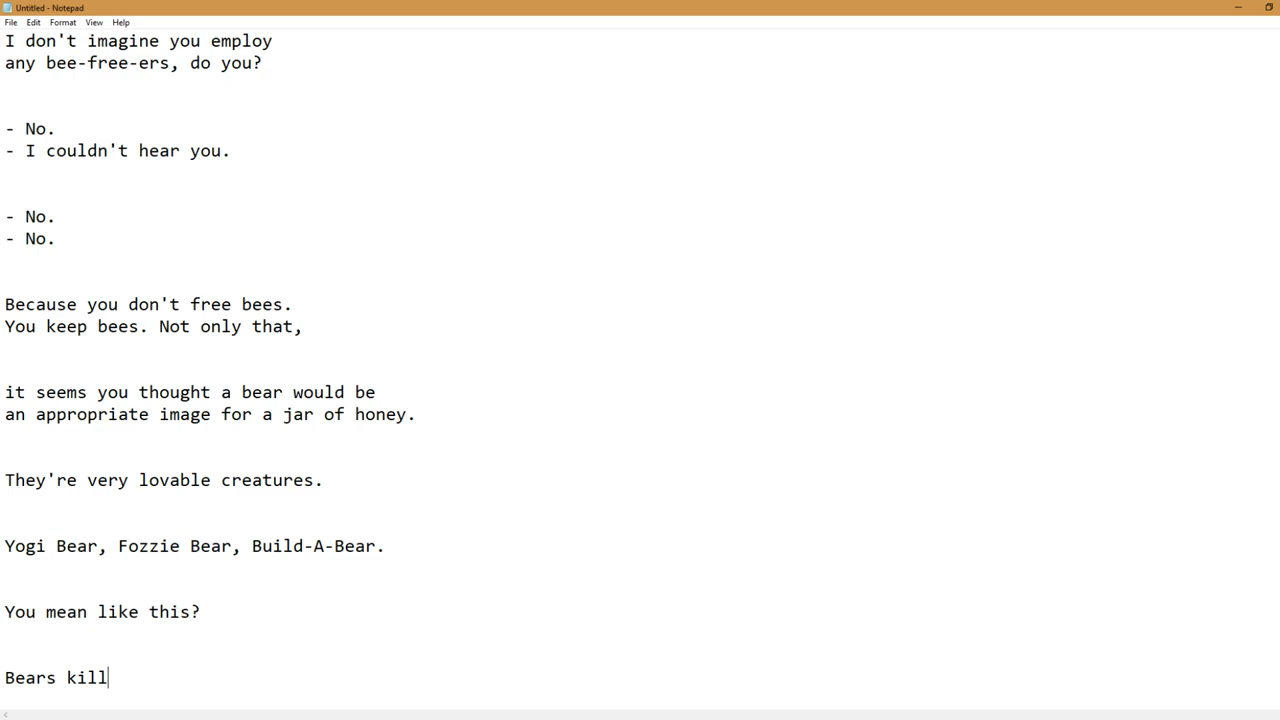 Untitled - Notepad
File Edit Format View Help
I don't imagine you employ
any bee-free-ers, do you?
- No.
- I couldn't hear you.
- No.
- No.
Because you don't free bees.
You keep bees. Not only that,
it seems you thought a bear would be
an appropriate image for a jar of honey.
They're very lovable creatures.
Yogi Bear, Fozzie Bear, Build-A-Bear.
You mean like this?
Bears kill